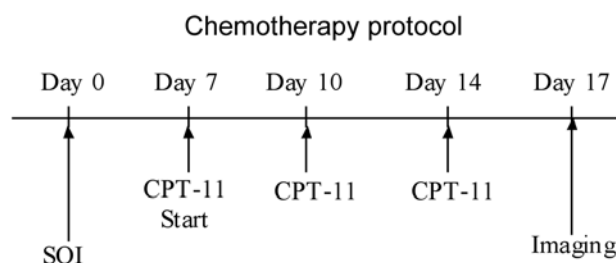 Chemotherapy protocol
Day 0 Day 7 Day 10 Day 14 Day 17
CPT-11 CPT-11 CPT-11
Start
SOI Imaging